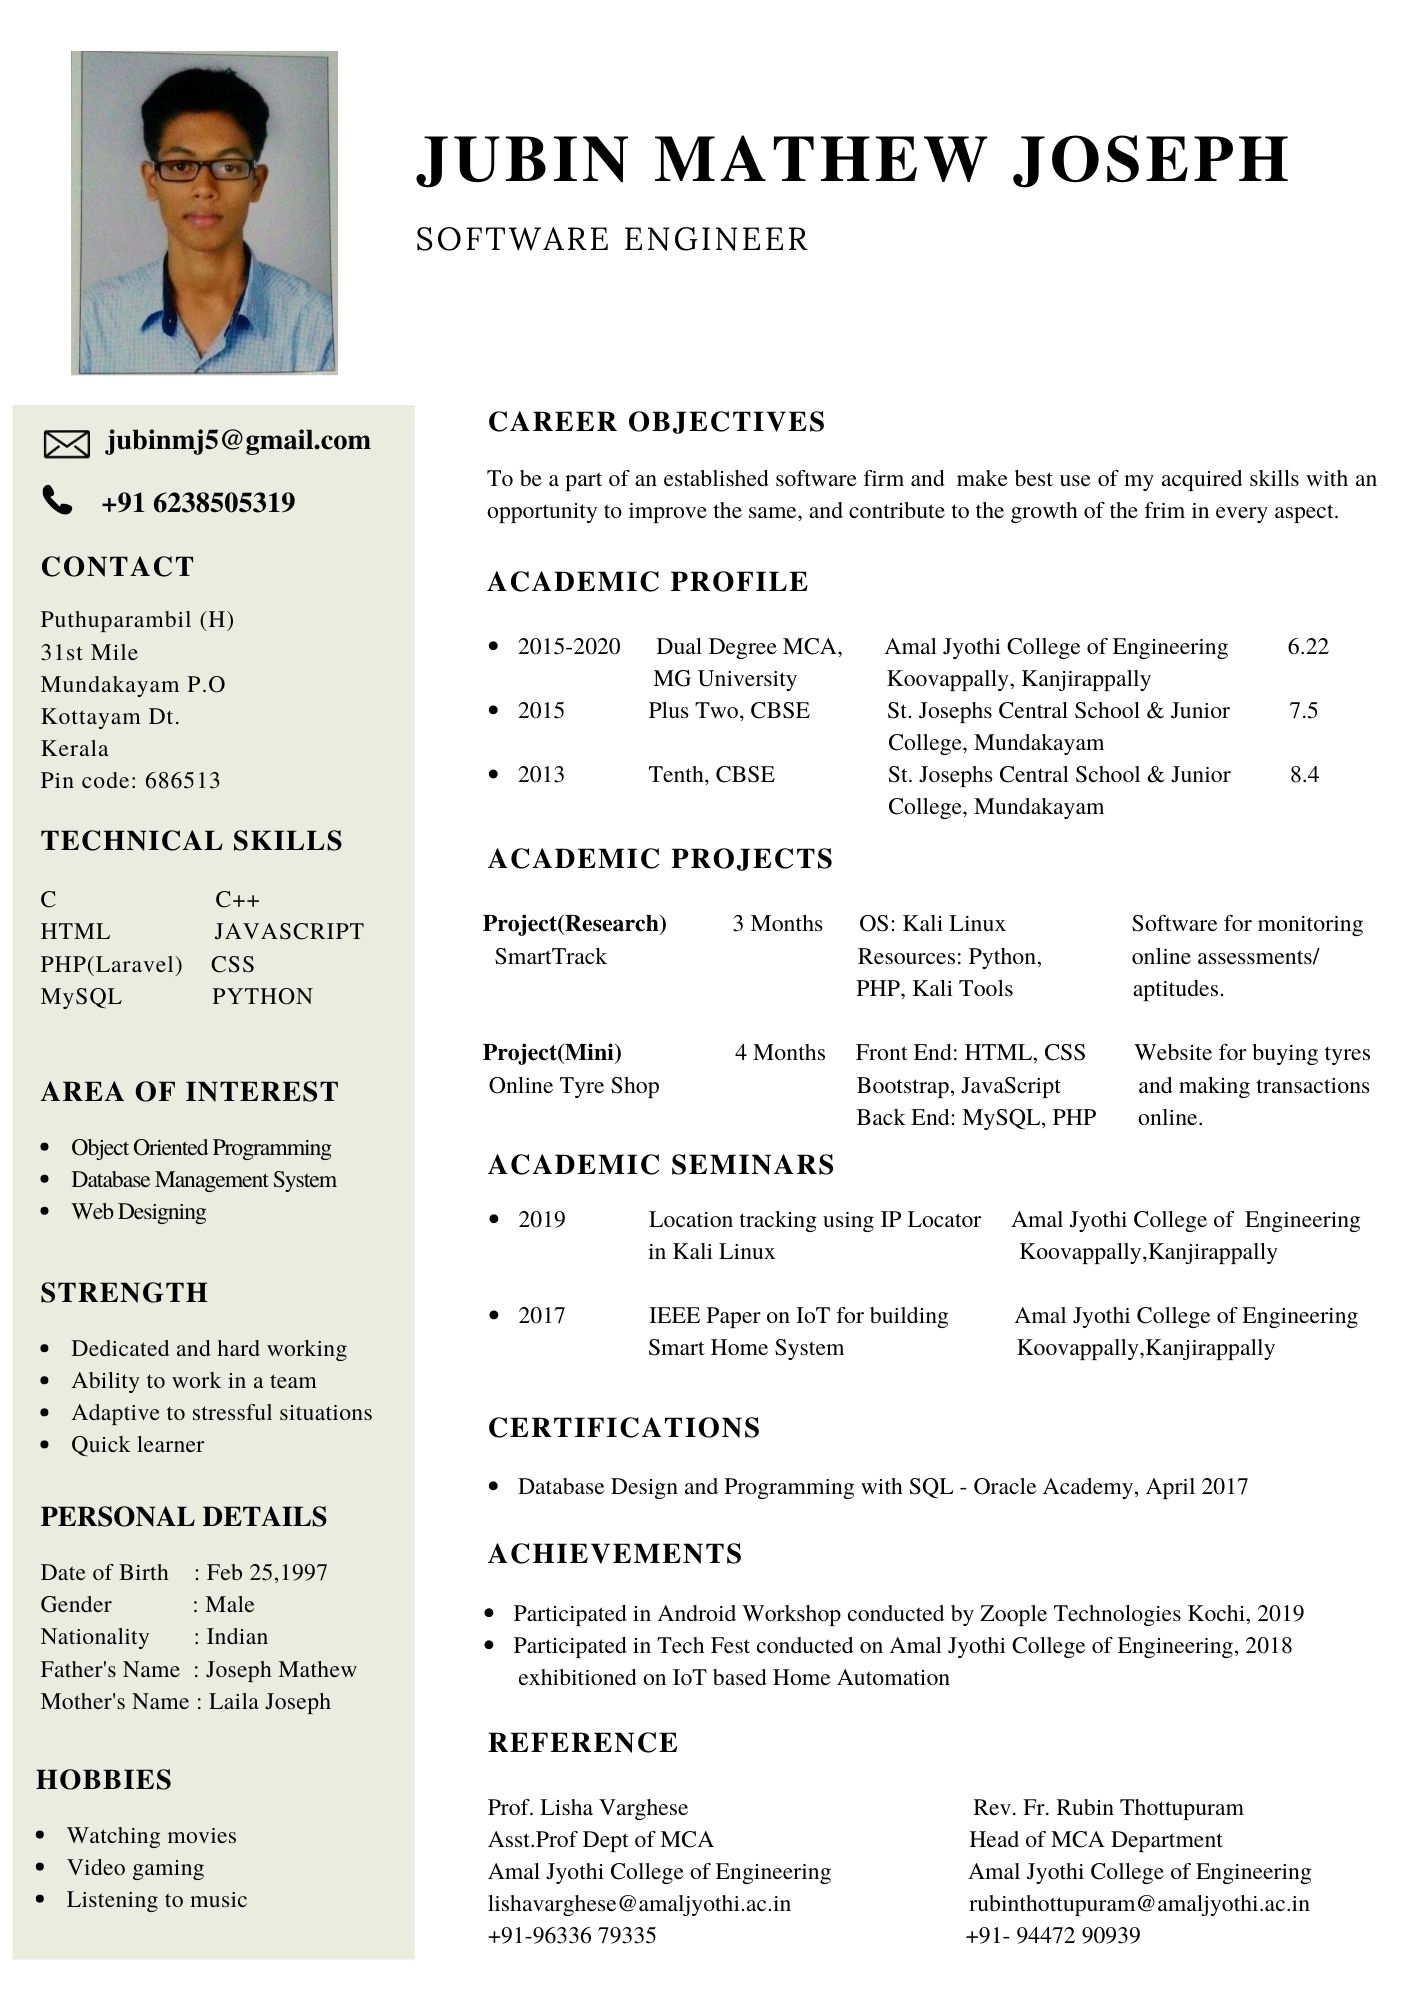 JUBIN MATHEW JOSEPH
SOFTWARE ENGINEER
jubinmj5@gmail.com
+91 6238505319
CONTACT
Puthuparambil (H)
31st Mile
Mundakayam P.O
Kottayam Dt.
Kerala
Pin code: 686513
TECHNICAL SKILLS
C C++
HTML JAVASCRIPT
PHP(Laravel) CSS
MySQL PYTHON
AREA OF INTEREST
• Object Oriented Programming
• Database Management System
• Web Designing
STRENGTH
• Dedicated and hard working
• Ability to work in a team
• Adaptive to stressful situations
• Quick learner
PERSONAL DETAILS
Date of Birth : Feb 25,1997
Gender : Male
Nationality : Indian
Father's Name : Joseph Mathew
Mother's Name : Laila Joseph
HOBBIES
• Watching movies
• Video gaming
• Listening to music
CAREER OBJECTIVES
To be a part of an established software firm and make best use of my acquired skills with an
opportunity to improve the same, and contribute to the growth of the frim in every aspect.
ACADEMIC PROFILE
• 2015-2020 Dual Degree MCA, Amal Jyothi College of Engineering 6.22
MG University Koovappally, Kanjirappally
• 2015 Plus Two, CBSE St. Josephs Central School & Junior 7.5
College, Mundakayam
• 2013 Tenth, CBSE St. Josephs Central School & Junior 8.4
College, Mundakayam
ACADEMIC PROJECTS
Project(Research) 3 Months OS: Kali Linux Software for monitoring
SmartTrack Resources: Python, online assessments/
PHP, Kali Tools aptitudes.
Project(Mini) 4 Months Front End: HTML, CSS Website for buying tyres
Online Tyre Shop Bootstrap, JavaScript and making transactions
Back End: MySQL, PHP online.
ACADEMIC SEMINARS
• 2019 Location tracking using IP Locator Amal Jyothi College of Engineering
in Kali Linux Koovappally,Kanjirappally
• 2017 IEEE Paper on IoT for building Amal Jyothi College of Engineering
Smart Home System Koovappally,Kanjirappally
CERTIFICATIONS
• Database Design and Programming with SQL - Oracle Academy, April 2017
ACHIEVEMENTS
• Participated in Android Workshop conducted by Zoople Technologies Kochi, 2019
• Participated in Tech Fest conducted on Amal Jyothi College of Engineering, 2018
exhibitioned on IoT based Home Automation
REFERENCE
Prof. Lisha Varghese Rev. Fr. Rubin Thottupuram
Asst.Prof Dept of MCA Head of MCA Department
Amal Jyothi College of Engineering Amal Jyothi College of Engineering
lishavarghese@amaljyothi.ac.in rubinthottupuram@amaljyothi.ac.in
+91-96336 79335 +91- 94472 90939